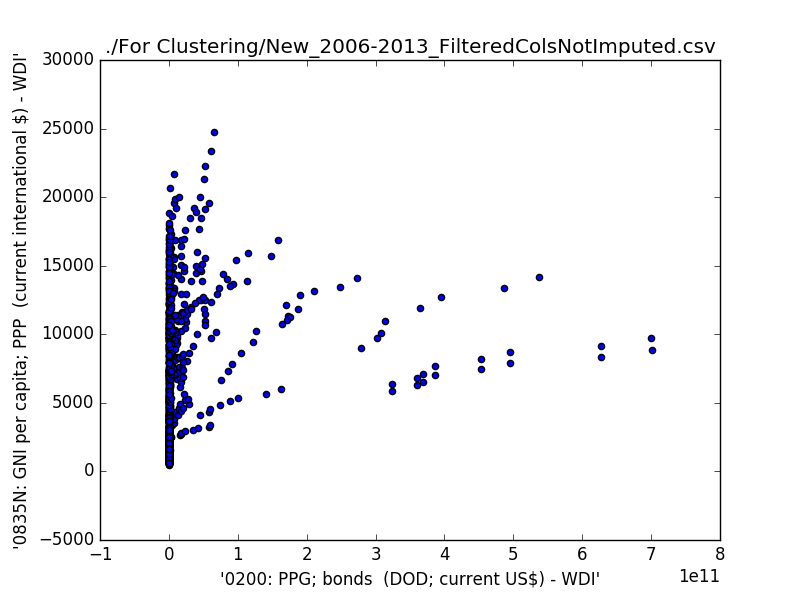 ./For Clustering/New_2006-2013_FilteredColsNotImputed.csv
'0835N: GNI per capita; PPP  (current international $) - WDI'
30000
25000
20000
15000
10000
5000
0
−5000
−1 0 1 2 3 4 5 6 7 8
1e11
'0200: PPG; bonds  (DOD; current US$) - WDI'